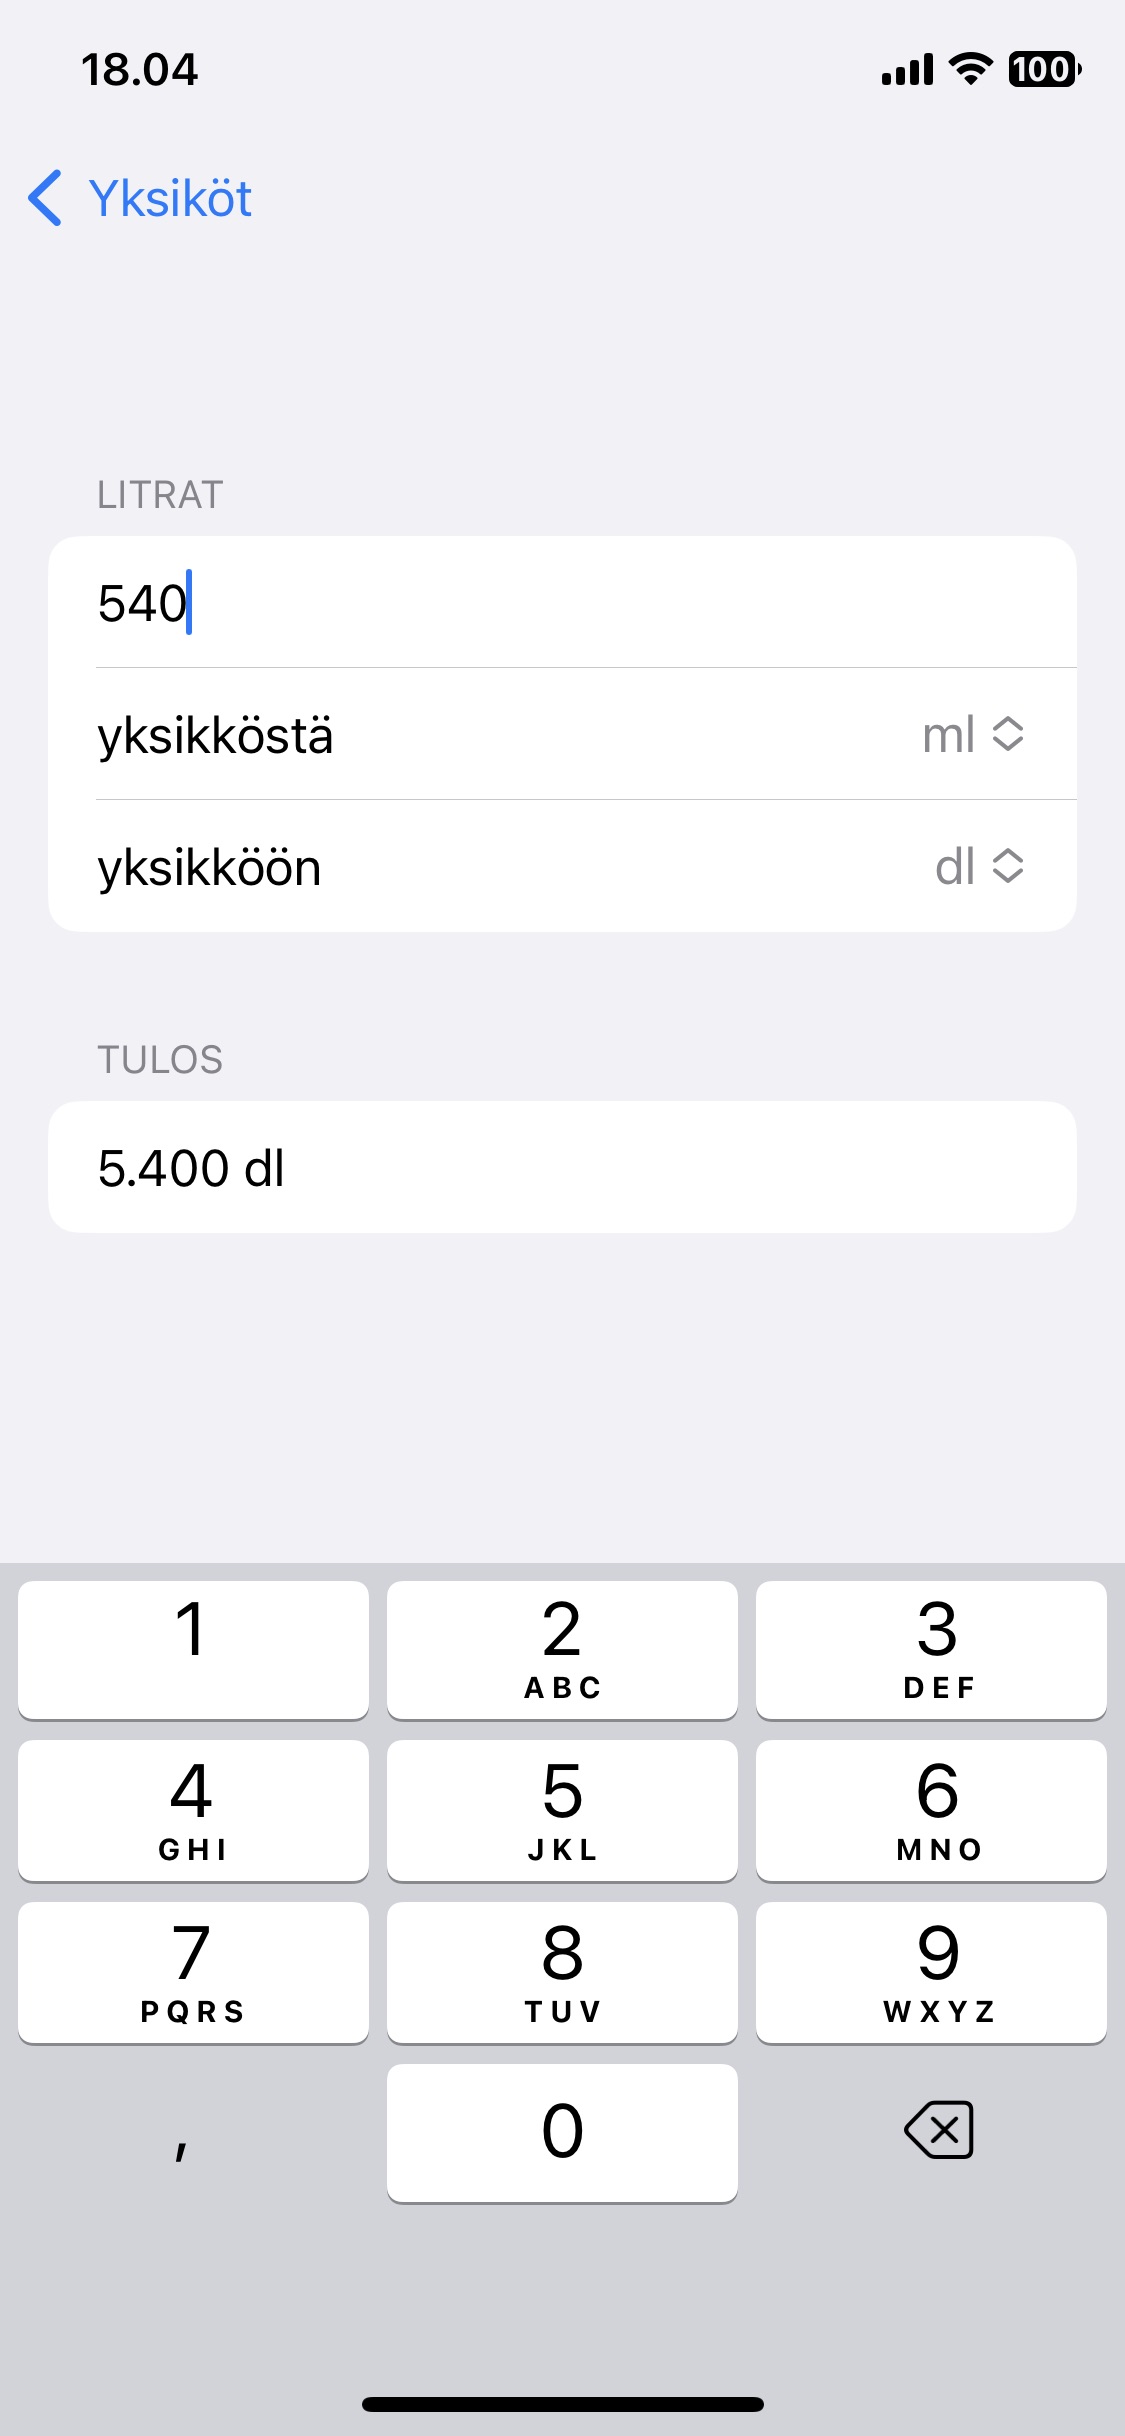 18.04
100
Yksiköt
LITRAT
540
yksikköstä ml
yksikköön dl
TULOS
5.400 dl
1 2 3
ABC DEF
4 5 6
GHI JKL MNO
7 8 9
PQRS TUV WXYZ
, 0